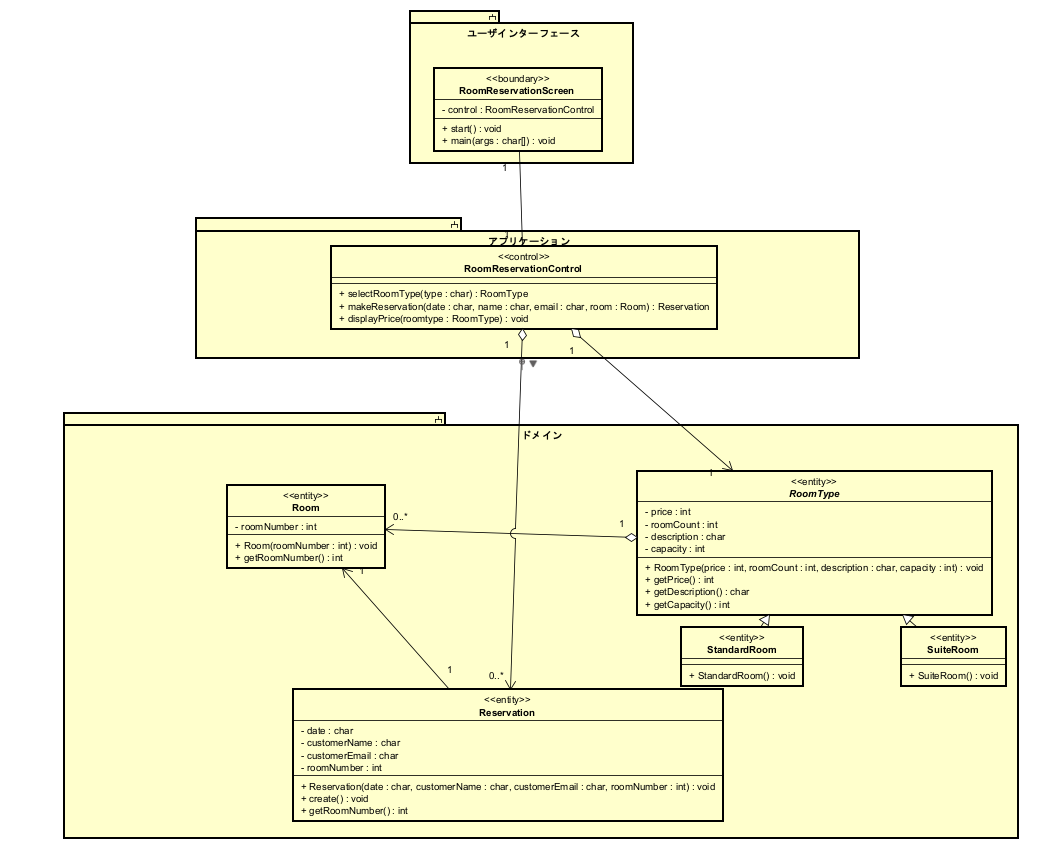 ユーザインターフェース
<<boundary>>
RoomReservationScreen
- control : RoomReservationControl
+ start() : void
+ main(args : char[]) : void
1
1
アプリケーション
<<control>>
RoomReservationControl
+ selectRoomType(type : char) : RoomType
+ makeReservation(date : char, name : char, email : char, room : Room) : Reservation
+ displayPrice(roomtype : RoomType) : void
1
1
ドメイン
1
<<entity>>
RoomType
- price : int
- roomCount : int
- description : char
- capacity : int
+ RoomType(price : int, roomCount : int, description : char, capacity : int) : void
+ getPrice() : int
+ getDescription() : char
+ getCapacity() : int
<<entity>>
Room
- roomNumber : int
+ Room(roomNumber : int) : void
+ getRoomNumber() : int
0..*
1
1
<<entity>>
StandardRoom
+ StandardRoom() : void
<<entity>>
SuiteRoom
+ SuiteRoom() : void
1
0..*
<<entity>>
Reservation
- date : char
- customerName : char
- customerEmail : char
- roomNumber : int
+ Reservation(date : char, customerName : char, customerEmail : char, roomNumber : int) : void
+ create() : void
+ getRoomNumber() : int